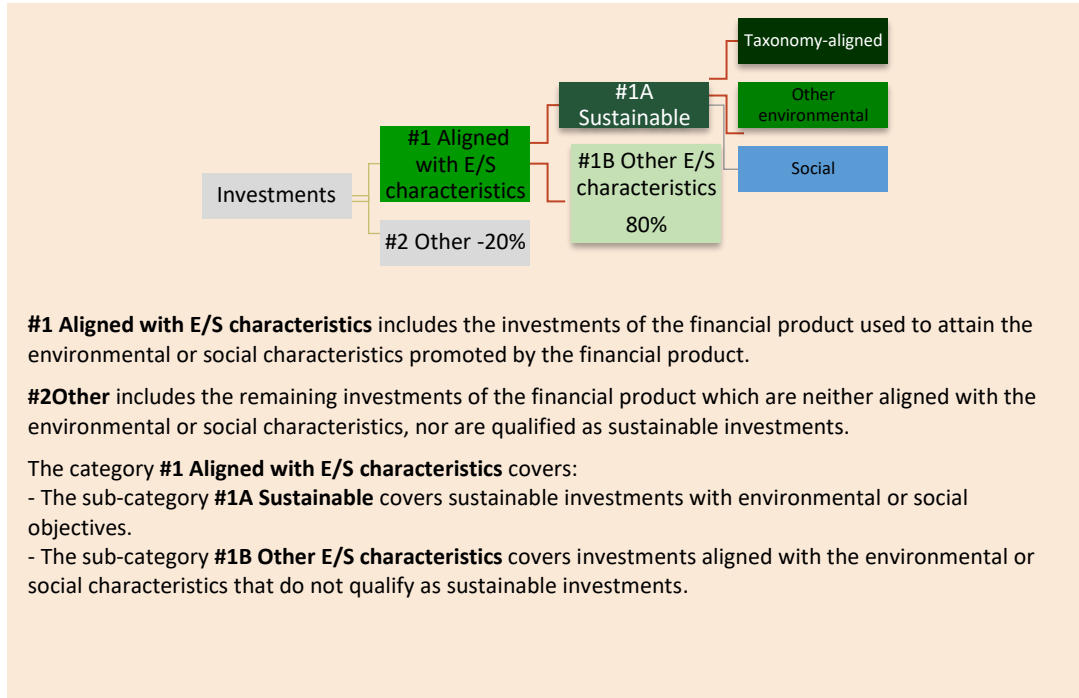 Taxonomy-aligned
#1A
Sustainable
Other
environmental
#1 Aligned
with E/S
characteristics
#1B Other E/S
characteristics
80%
Social
Investments
#2 Other -20%
#1 Aligned with E/S characteristics includes the investments of the financial product used to attain the
environmental or social characteristics promoted by the financial product.
#2Other includes the remaining investments of the financial product which are neither aligned with the
environmental or social characteristics, nor are qualified as sustainable investments.
The category #1 Aligned with E/S characteristics covers:
- The sub-category #1A Sustainable covers sustainable investments with environmental or social
objectives.
- The sub-category #1B Other E/S characteristics covers investments aligned with the environmental or
social characteristics that do not qualify as sustainable investments.